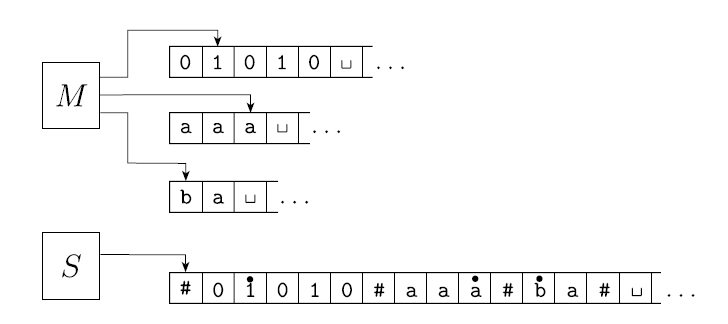 0 1 0 1 0 ␣ ...
M
a a a ␣ ...
b a ␣ ...
S
# 0 1̇ 0 1 0 # a a ȧ # ḃ a # ␣ ...